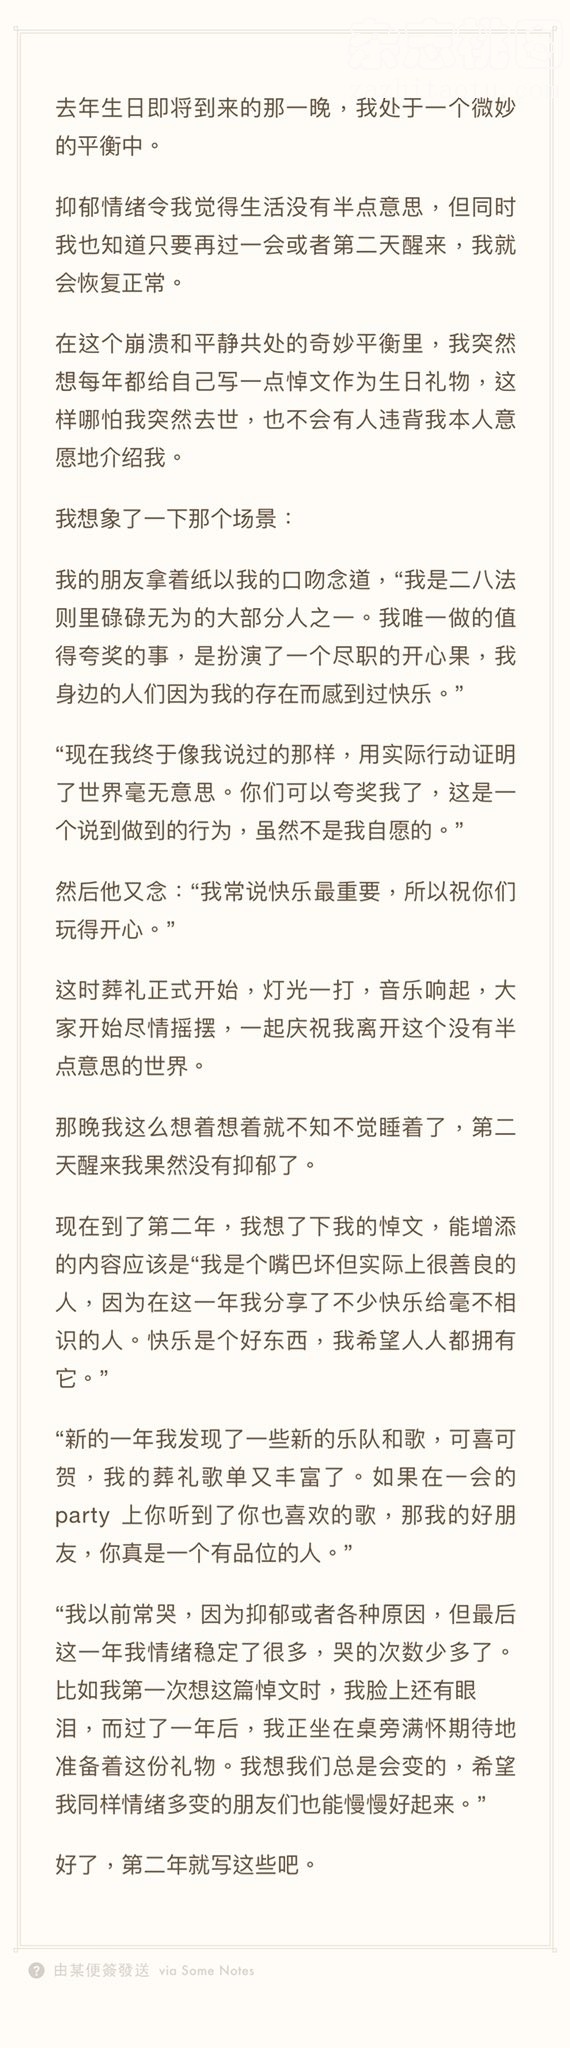 去年生日即将到来的那一晚，我处于一个微妙
的平衡中。
抑郁情绪令我觉得生活没有半点意思，但同时
我也知道只要再过一会或者第二天醒来，我就
会恢复正常。
在这个崩溃和平静共处的奇妙平衡里，我突然
想每年都给自己写一点悼文作为生日礼物，这
样哪怕我突然去世，也不会有人违背我本人意
愿地介绍我。
我想象了一下那个场景：
我的朋友拿着纸以我的口吻念道，“我是二八法
则里碌碌无为的大部分人之一。我唯一做的值
得夸奖的事，是扮演了一个尽职的开心果，我
身边的人们因为我的存在而感到过快乐。”
“现在我终于像我说过的那样，用实际行动证明
了世界毫无意思。你们可以夸奖我了，这是一
个说到做到的行为，虽然不是我自愿的。”
然后他又念：“我常说快乐最重要，所以祝你们
玩得开心。”
这时葬礼正式开始，灯光一打，音乐响起，大
家开始尽情摇摆，一起庆祝我离开这个没有半
点意思的世界。
那晚我这么想着想着就不知不觉睡着了，第二
天醒来我果然没有抑郁了。
现在到了第二年，我想了下我的悼文，能增添
的内容应该是“我是个嘴巴坏但实际上很善良的
人，因为在这一年我分享了不少快乐给毫不相
识的人。快乐是个好东西，我希望人人都拥有
它。”
“新的一年我发现了一些新的乐队和歌，可喜可
贺，我的葬礼歌单又丰富了。如果在一会的
party 上你听到了你也喜欢的歌，那我的好朋
友，你真是一个有品位的人。”
“我以前常哭，因为抑郁或者各种原因，但最后
这一年我情绪稳定了很多，哭的次数少多了。
比如我第一次想这篇悼文时，我脸上还有眼
泪，而过了一年后，我正坐在桌旁满怀期待地
准备着这份礼物。我想我们总是会变的，希望
我同样情绪多变的朋友们也能慢慢好起来。”
好了，第二年就写这些吧。
? 由某便簽發送 via Some Notes